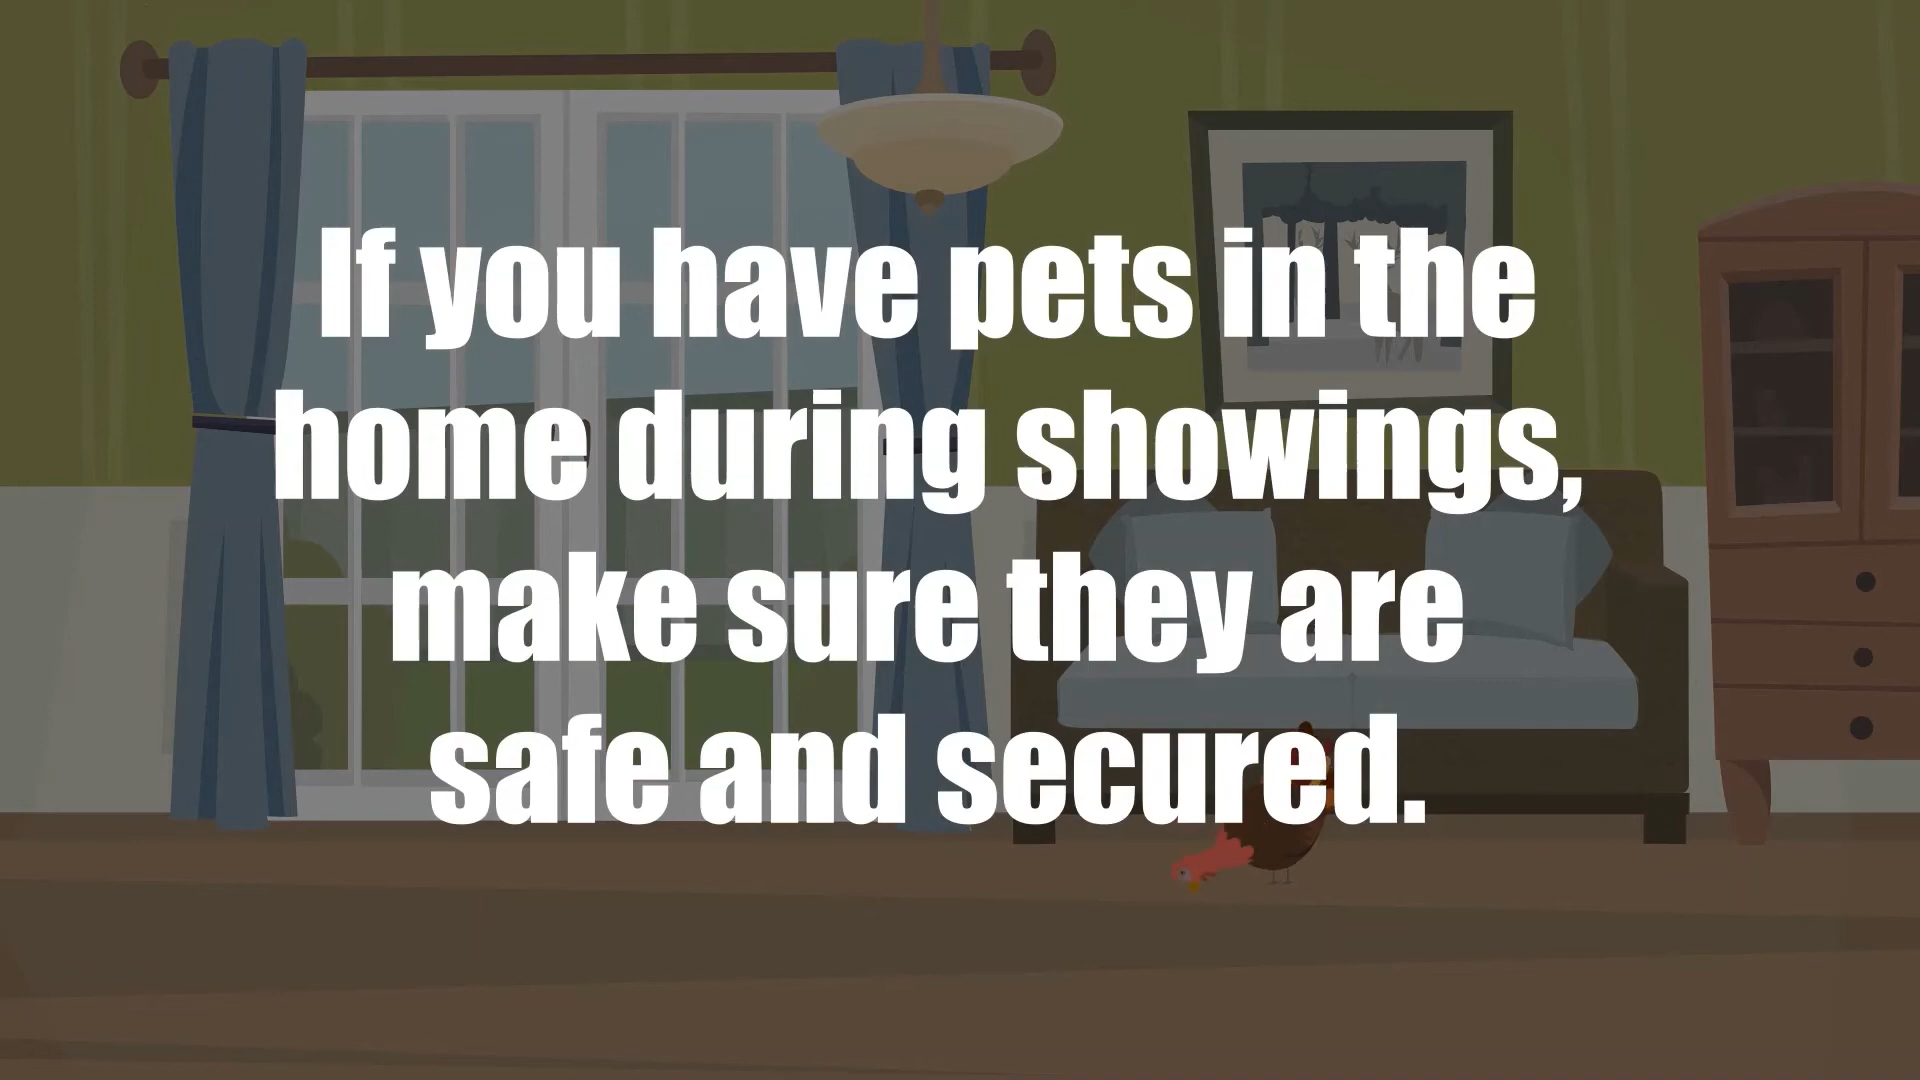 If you have pets in the
home during showings,
make sure they are
safe and secured.